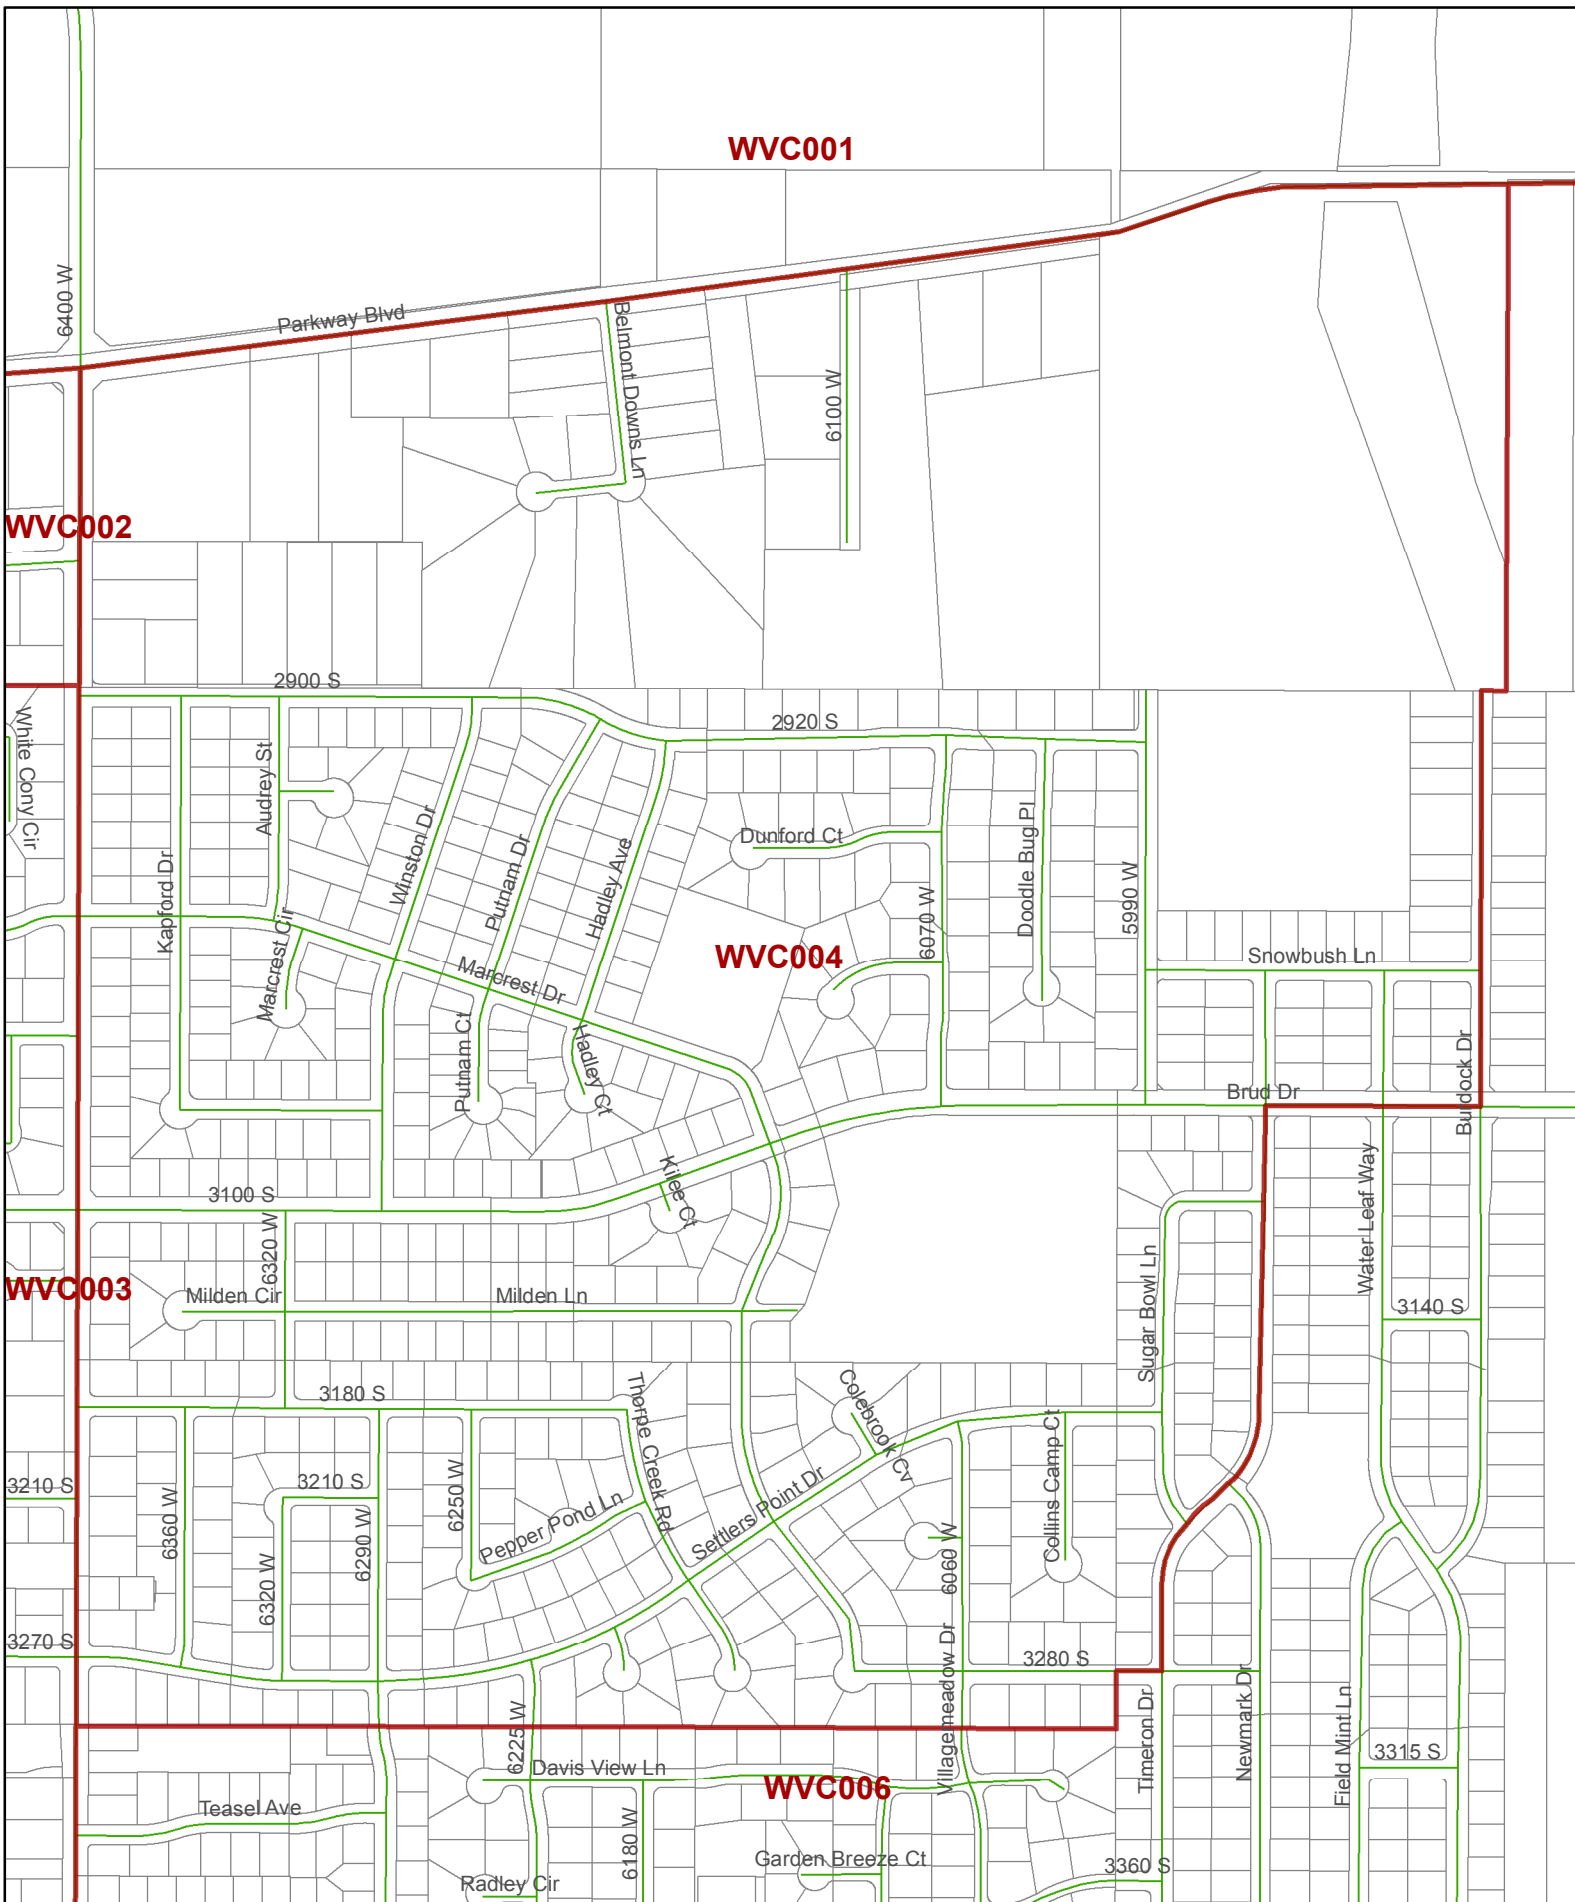 WVC001
6400 W
Parkway Blvd
Belmont Downs Ln
6100 W
WVC002
2900 S
2920 S
White Cony Cir
Audrey St
Winston Dr
Putnam Dr
Hadley Ave
Dunford Ct
Doodle Bug Pl
Kapford Dr
6070 W
5990 W
Marcrest Cir
WVC004
Snowbush Ln
Marcrest Dr
Putnam Ct
Hadley Ct
Burdock Dr
Brud Dr
Kilee Ct
3100 S
6320 W
Water Leaf Way
WVC003
Milden Cir
Milden Ln
Sugar Bowl Ln
3140 S
3180 S
Thorpe Creek Rd
Colebrook Cv
Collins Camp Ct
3210 S
3210 S
6360 W
6250 W
6290 W
Pepper Pond Ln
Settlers Point Dr
6320 W
6060 W
3270 S
Villagemeadow Dr
3280 S
Timeron Dr
Newmark Dr
Field Mint Ln
6225 W
3315 S
Davis View Ln
WVC006
Teasel Ave
6180 W
Garden Breeze Ct
3360 S
Radley Cir